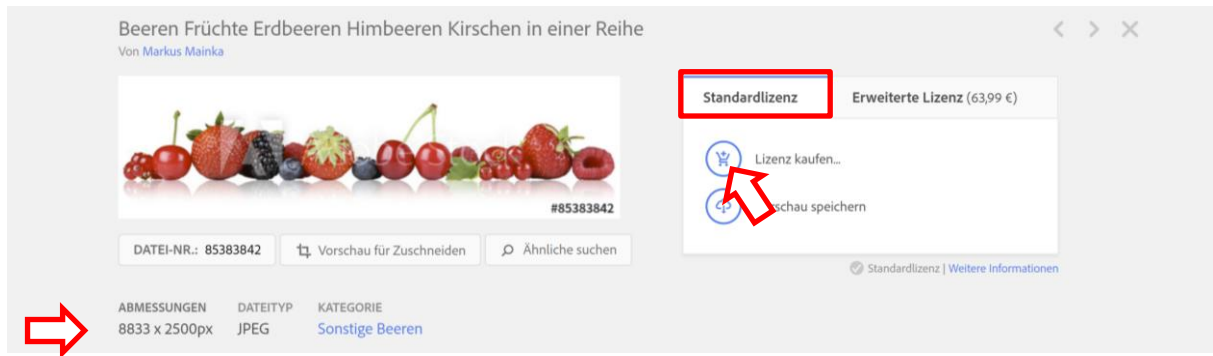 Beeren Früchte Erdbeeren Himbeeren Kirschen in einer Reihe
Von Markus Mainka
Standardlizenz
Erweiterte Lizenz (63,99 €)
Lizenz kaufen...
speichern
#85383842
DATEI-NR.: 85383842
Vorschau für Zuschneiden
Ähnliche suchen
Standardlizenz | Weitere Informationen
ABMESSUNGEN DATEITYP KATEGORIE
8833 x 2500px JPEG Sonstige Beeren